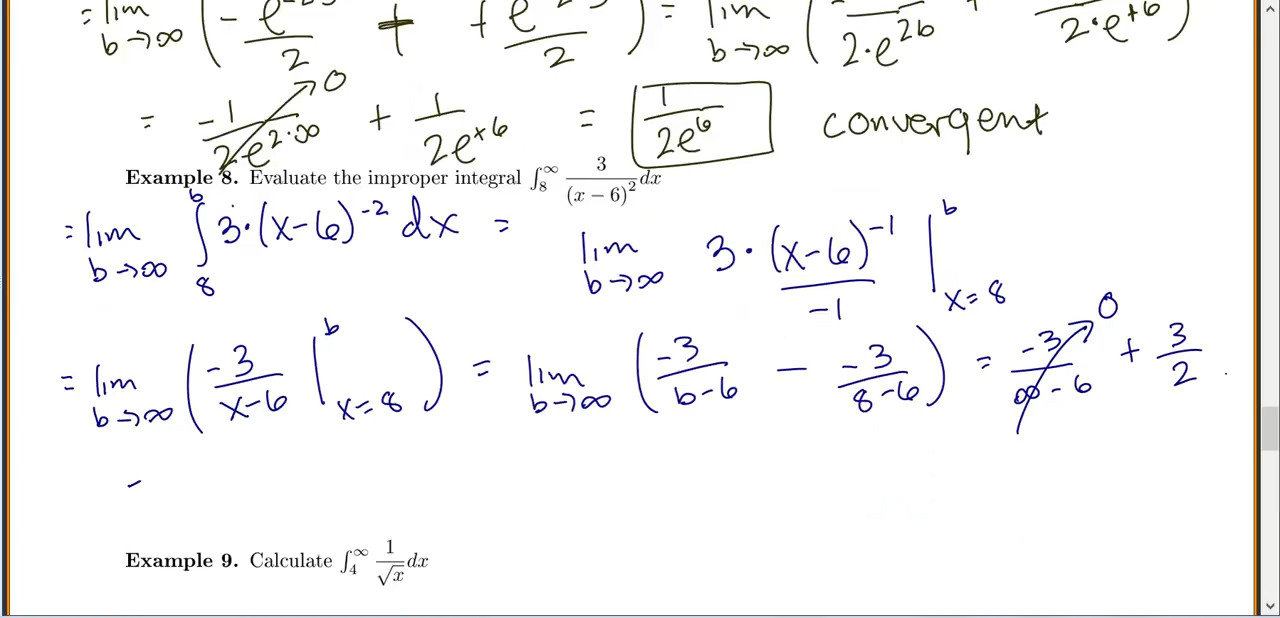 = lim b→∞ ( -e / 2 + +e / 2 ) = lim b→∞ ( / 2·e^2b / 2·e^+6 )
= -1 / 2e^2·∞ → 0 + 1 / 2e^+6 = 1 / 2e^6 convergent
Example 8. Evaluate the improper integral ∫_8^∞ 3 / (x − 6)^2 dx
= lim b→∞ ∫_8^b 3·(x-6)^-2 dx = lim b→∞ 3·(x-6)^-1 / -1 |_x=8^b
= lim b→∞ ( -3 / x-6 |_x=8^b ) = lim b→∞ ( -3 / b-6 − -3 / 8-6 ) = -3 / ∞-6 → 0 + 3 / 2
Example 9. Calculate ∫_4^∞ 1 / √x dx